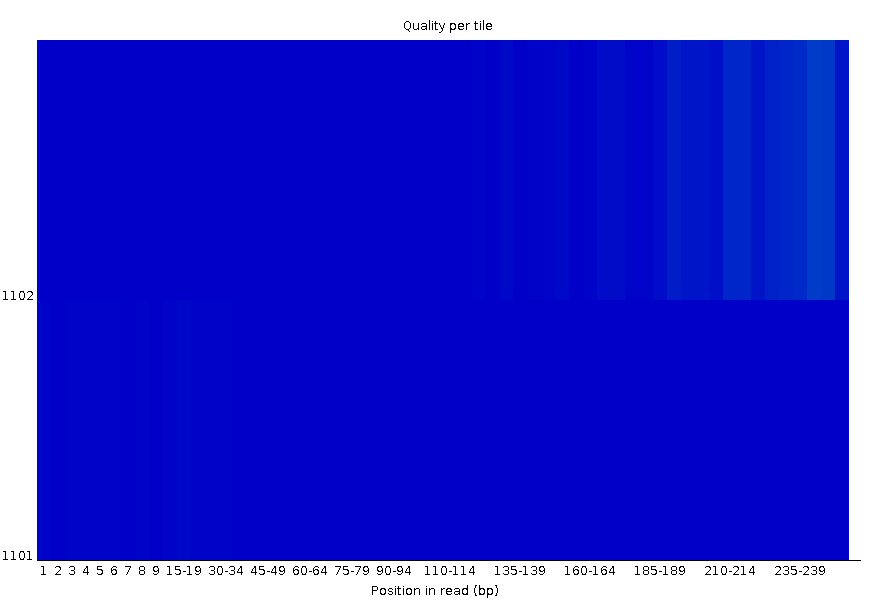 Quality per tile
1102
1101
1 2 3 4 5 6 7 8 9 15-19 30-34 45-49 60-64 75-79 90-94 110-114 135-139 160-164 185-189 210-214 235-239
Position in read (bp)